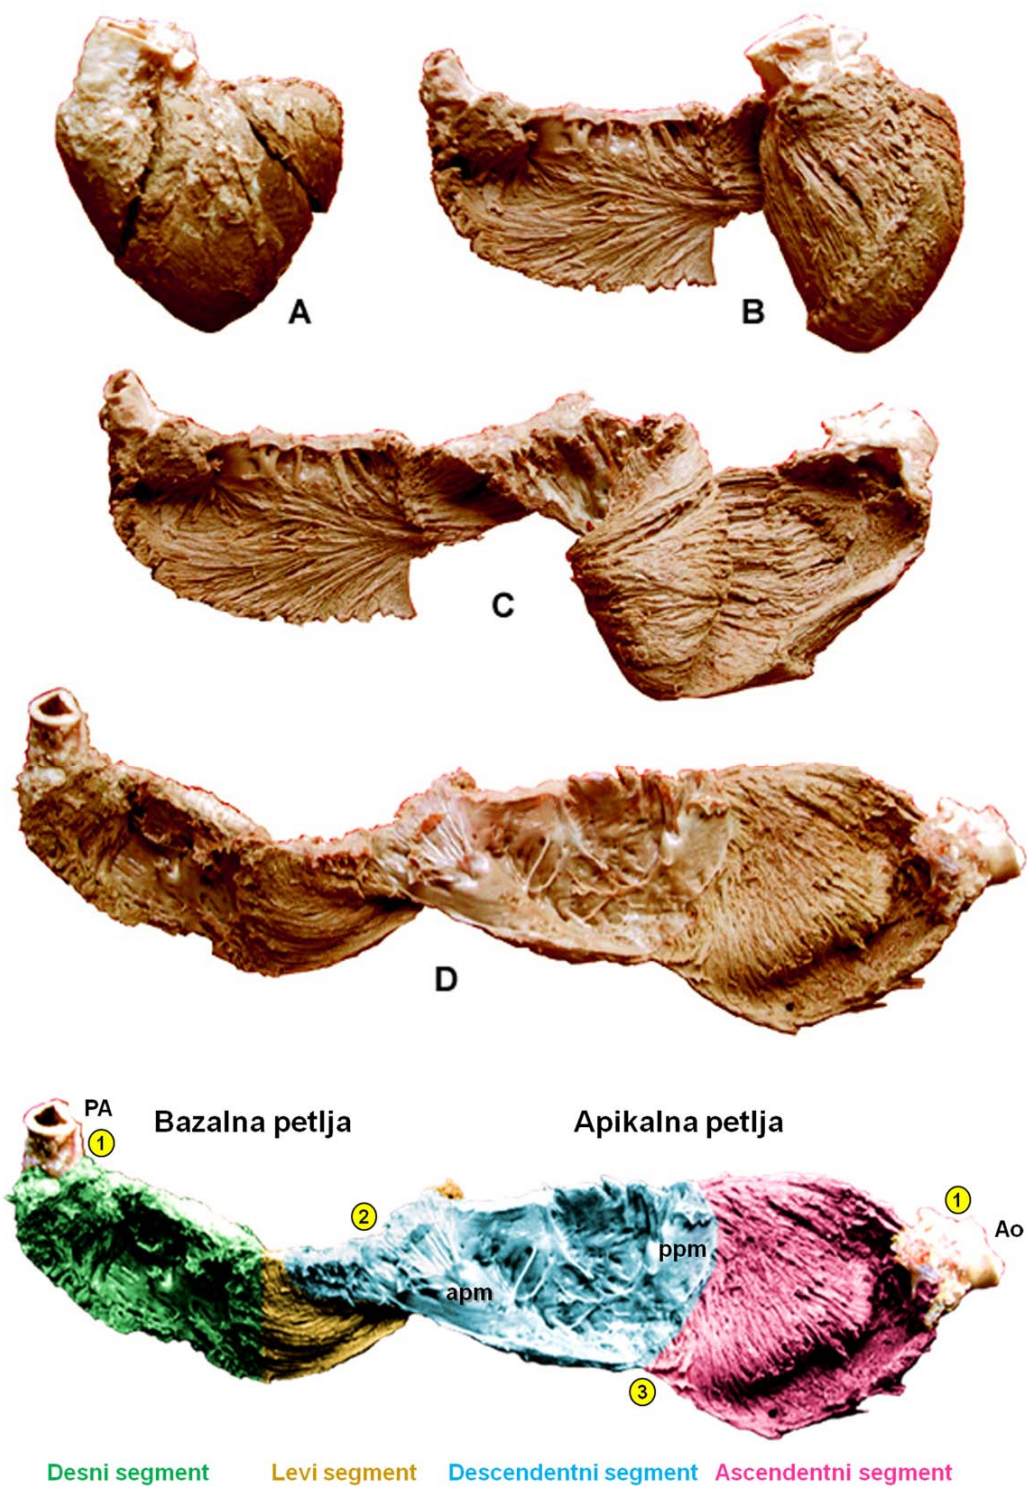 A
B
C
D
PA
1
Bazalna petlja
Apikalna petlja
1
2
Ao
ppm
apm
3
Desni segment Levi segment Descendentni segment Ascendentni segment